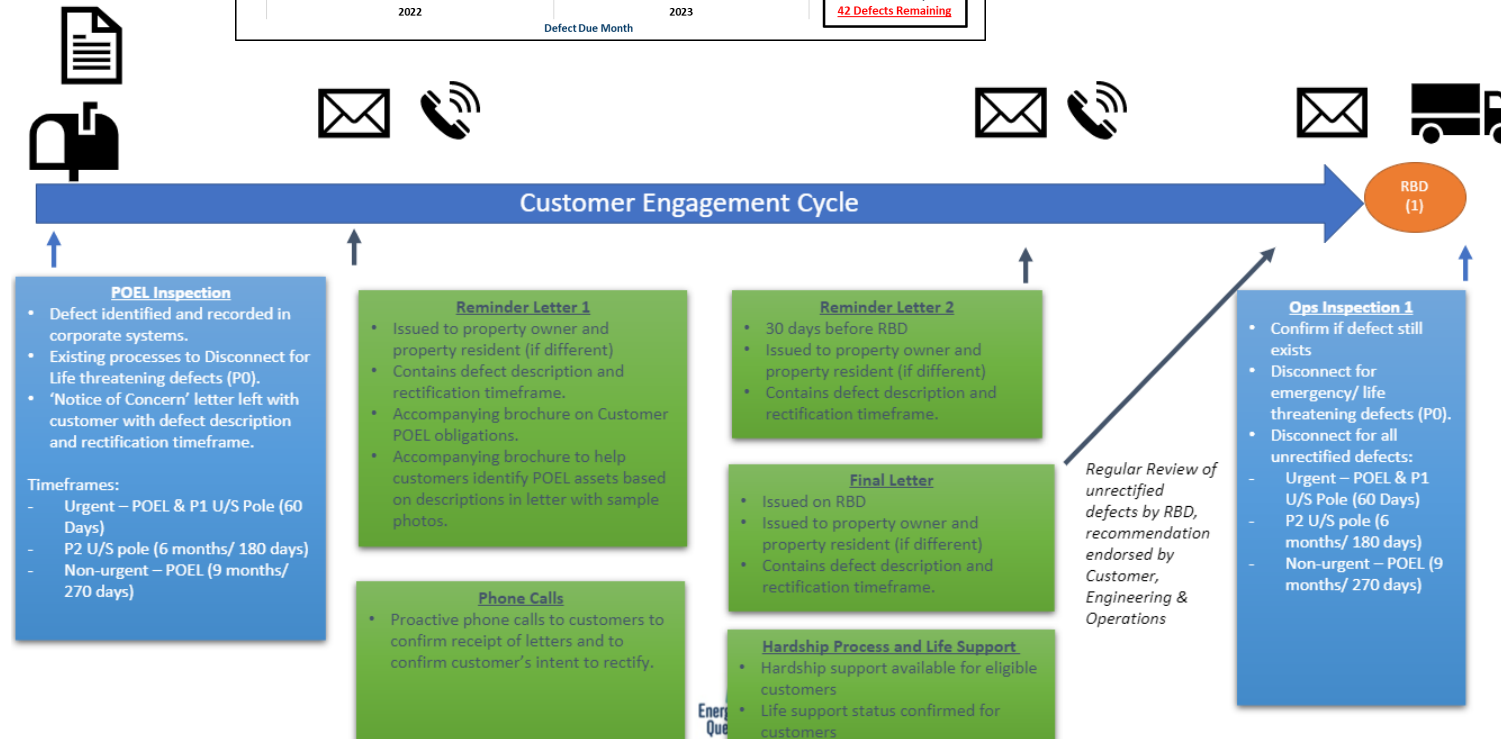 2022
2023
42 Defects Remaining
Defect Due Month
Customer Engagement Cycle
RBD
(1)
POEL Inspection
• Defect identified and recorded in
corporate systems.
• Existing processes to Disconnect for
Life threatening defects (P0).
• ‘Notice of Concern’ letter left with
customer with defect description
and rectification timeframe.
Timeframes:
- Urgent – POEL & P1 U/S Pole (60
Days)
- P2 U/S pole (6 months/ 180 days)
- Non-urgent – POEL (9 months/
270 days)
Reminder Letter 1
• Issued to property owner and
property resident (if different)
• Contains defect description and
rectification timeframe.
• Accompanying brochure on Customer
POEL obligations.
• Accompanying brochure to help
customers identify POEL assets based
on descriptions in letter with sample
photos.
Phone Calls
• Proactive phone calls to customers to
confirm receipt of letters and to
confirm customer’s intent to rectify.
Reminder Letter 2
• 30 days before RBD
• Issued to property owner and
property resident (if different)
• Contains defect description and
rectification timeframe.
Final Letter
• Issued on RBD
• Issued to property owner and
property resident (if different)
• Contains defect description and
rectification timeframe.
Hardship Process and Life Support
• Hardship support available for eligible
customers
• Life support status confirmed for
customers
Regular Review of
unrectified
defects by RBD,
recommendation
endorsed by
Customer,
Engineering &
Operations
Ops Inspection 1
• Confirm if defect still
exists
• Disconnect for
emergency/ life
threatening defects (P0).
• Disconnect for all
unrectified defects:
- Urgent – POEL & P1
U/S Pole (60 Days)
- P2 U/S pole (6
months/ 180 days)
- Non-urgent – POEL (9
months/ 270 days)